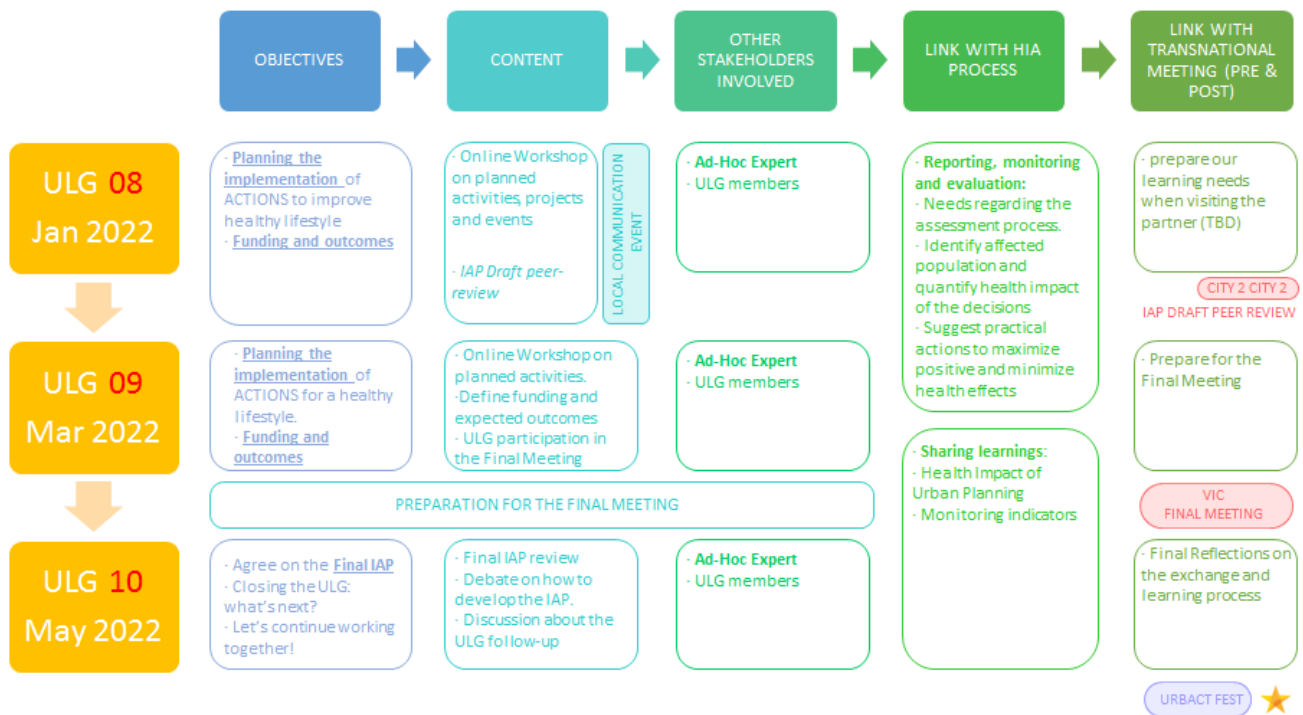 OBJECTIVES
CONTENT
OTHER
STAKEHOLDERS
INVOLVED
LINK WITH HIA
PROCESS
LINK WITH
TRANSNATIONAL
MEETING (PRE &
POST)
ULG 08
Jan 2022
· Planning the
implementation of
ACTIONS to improve
healthy lifestyle
· Funding and outcomes
· Online Workshop
on planned
activities, projects
and events
· IAP Draft peer-
review
LOCAL COMMUNICATION
EVENT
· Ad-Hoc Expert
· ULG members
· Reporting, monitoring
and evaluation:
· Needs regarding the
assessment process.
· Identify affected
population and
quantify health impact
of the decisions
· Suggest practical
actions to maximize
positive and minimize
health effects
· prepare our
learning needs
when visiting the
partner (TBD)
CITY 2 CITY 2
IAP DRAFT PEER REVIEW
ULG 09
Mar 2022
· Planning the
implementation of
ACTIONS for a healthy
lifestyle.
· Funding and
outcomes
· Online Workshop on
planned activities.
·Define funding and
expected outcomes
· ULG participation in
the Final Meeting
· Ad-Hoc Expert
· ULG members
· Prepare for the
Final Meeting
· Sharing learnings:
· Health Impact of
Urban Planning
· Monitoring indicators
PREPARATION FOR THE FINAL MEETING
VIC
FINAL MEETING
ULG 10
May 2022
· Agree on the Final IAP
· Closing the ULG:
what's next?
· Let's continue working
together!
· Final IAP review
· Debate on how to
develop the IAP.
· Discussion about the
ULG follow-up
· Ad-Hoc Expert
· ULG members
· Final Reflections on
the exchange and
learning process
URBACT FEST